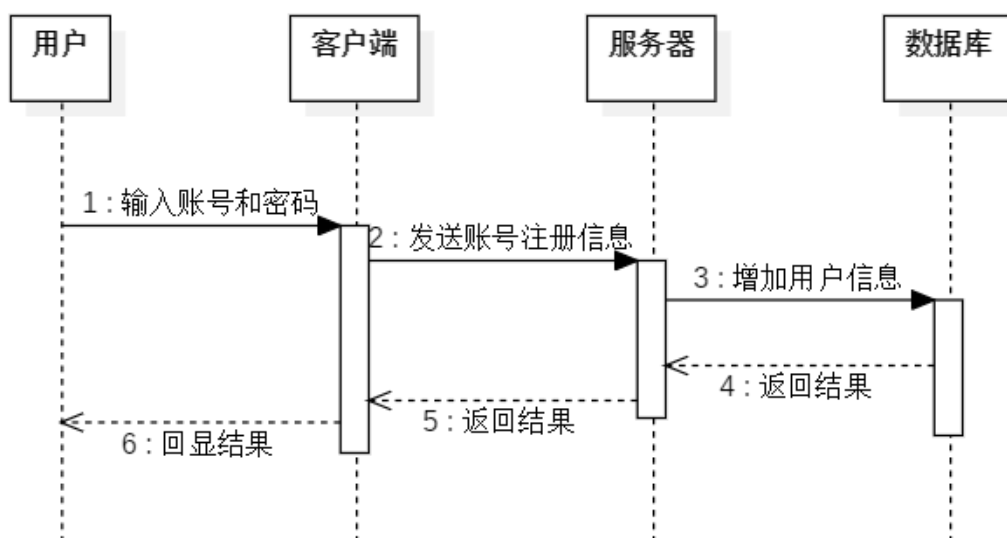 用户
客户端
服务器
数据库
1 : 输入账号和密码
2 : 发送账号注册信息
3 : 增加用户信息
4 : 返回结果
5 : 返回结果
6 : 回显结果